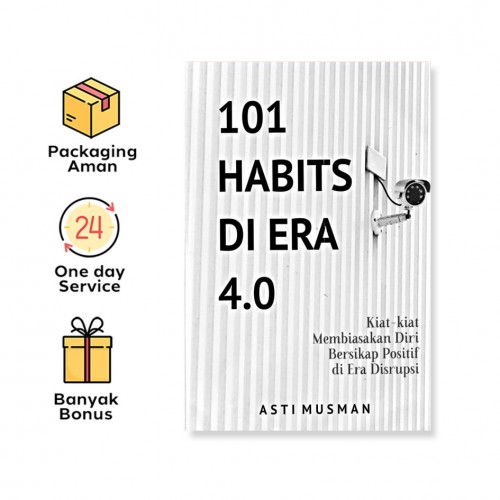 Packaging
Aman
24
One day
Service
Banyak
Bonus
101
HABITS
DI ERA
4.0
Kiat-kiat
Membiasakan Diri
Bersikap Positif
di Era Disrupsi
ASTI MUSMAN